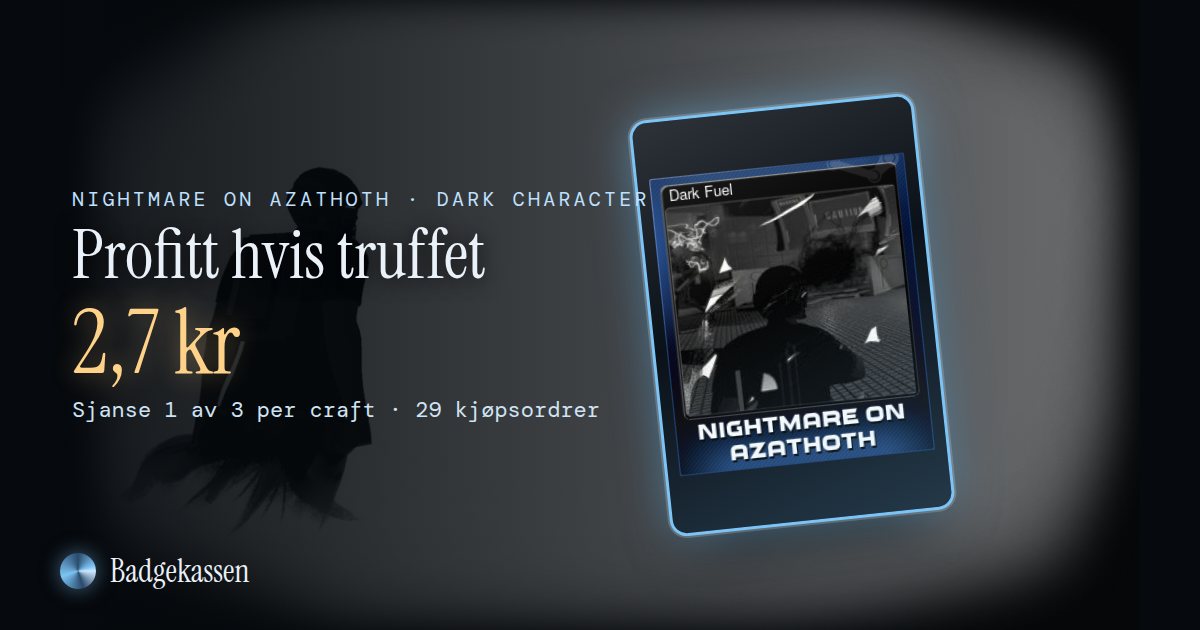 NIGHTMARE ON AZATHOTH · DARK CHARACTER
Profitt hvis truffet
2,7 kr
Sjanse 1 av 3 per craft · 29 kjøpsordrer
Badgekassen
Dark Fuel
NIGHTMARE ON
AZATHOTH